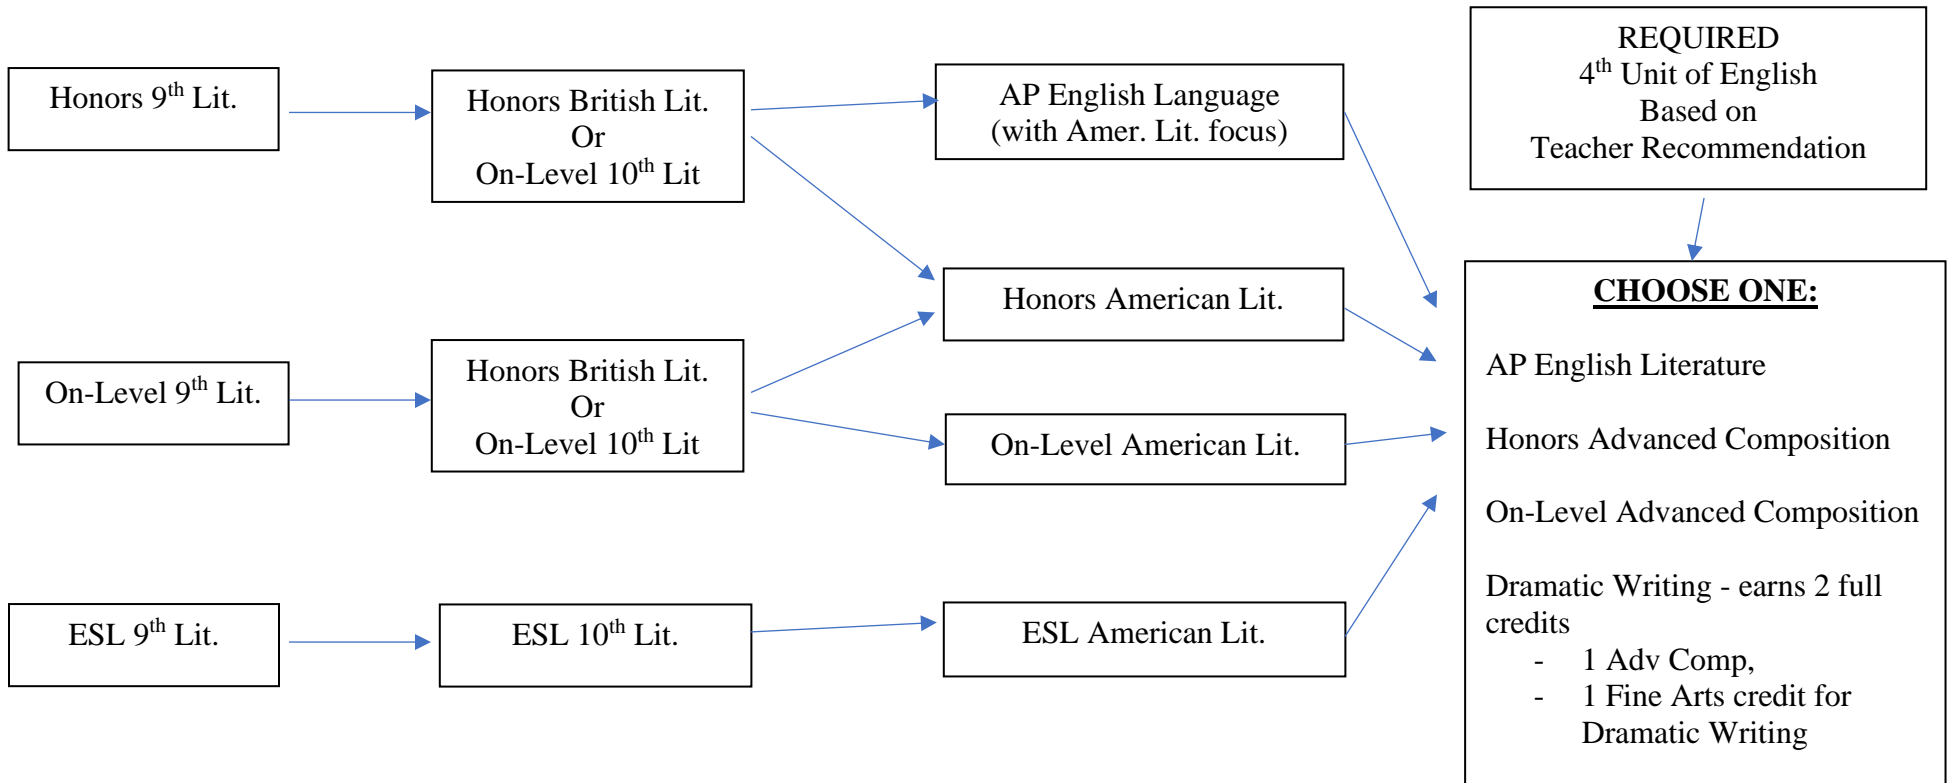 Honors 9th Lit.
Honors British Lit.
Or
On-Level 10th Lit
AP English Language
(with Amer. Lit. focus)
REQUIRED
4th Unit of English
Based on
Teacher Recommendation
Honors American Lit.
On-Level 9th Lit.
Honors British Lit.
Or
On-Level 10th Lit
On-Level American Lit.
ESL 9th Lit.
ESL 10th Lit.
ESL American Lit.
CHOOSE ONE:
AP English Literature
Honors Advanced Composition
On-Level Advanced Composition
Dramatic Writing - earns 2 full
credits
- 1 Adv Comp,
- 1 Fine Arts credit for
Dramatic Writing